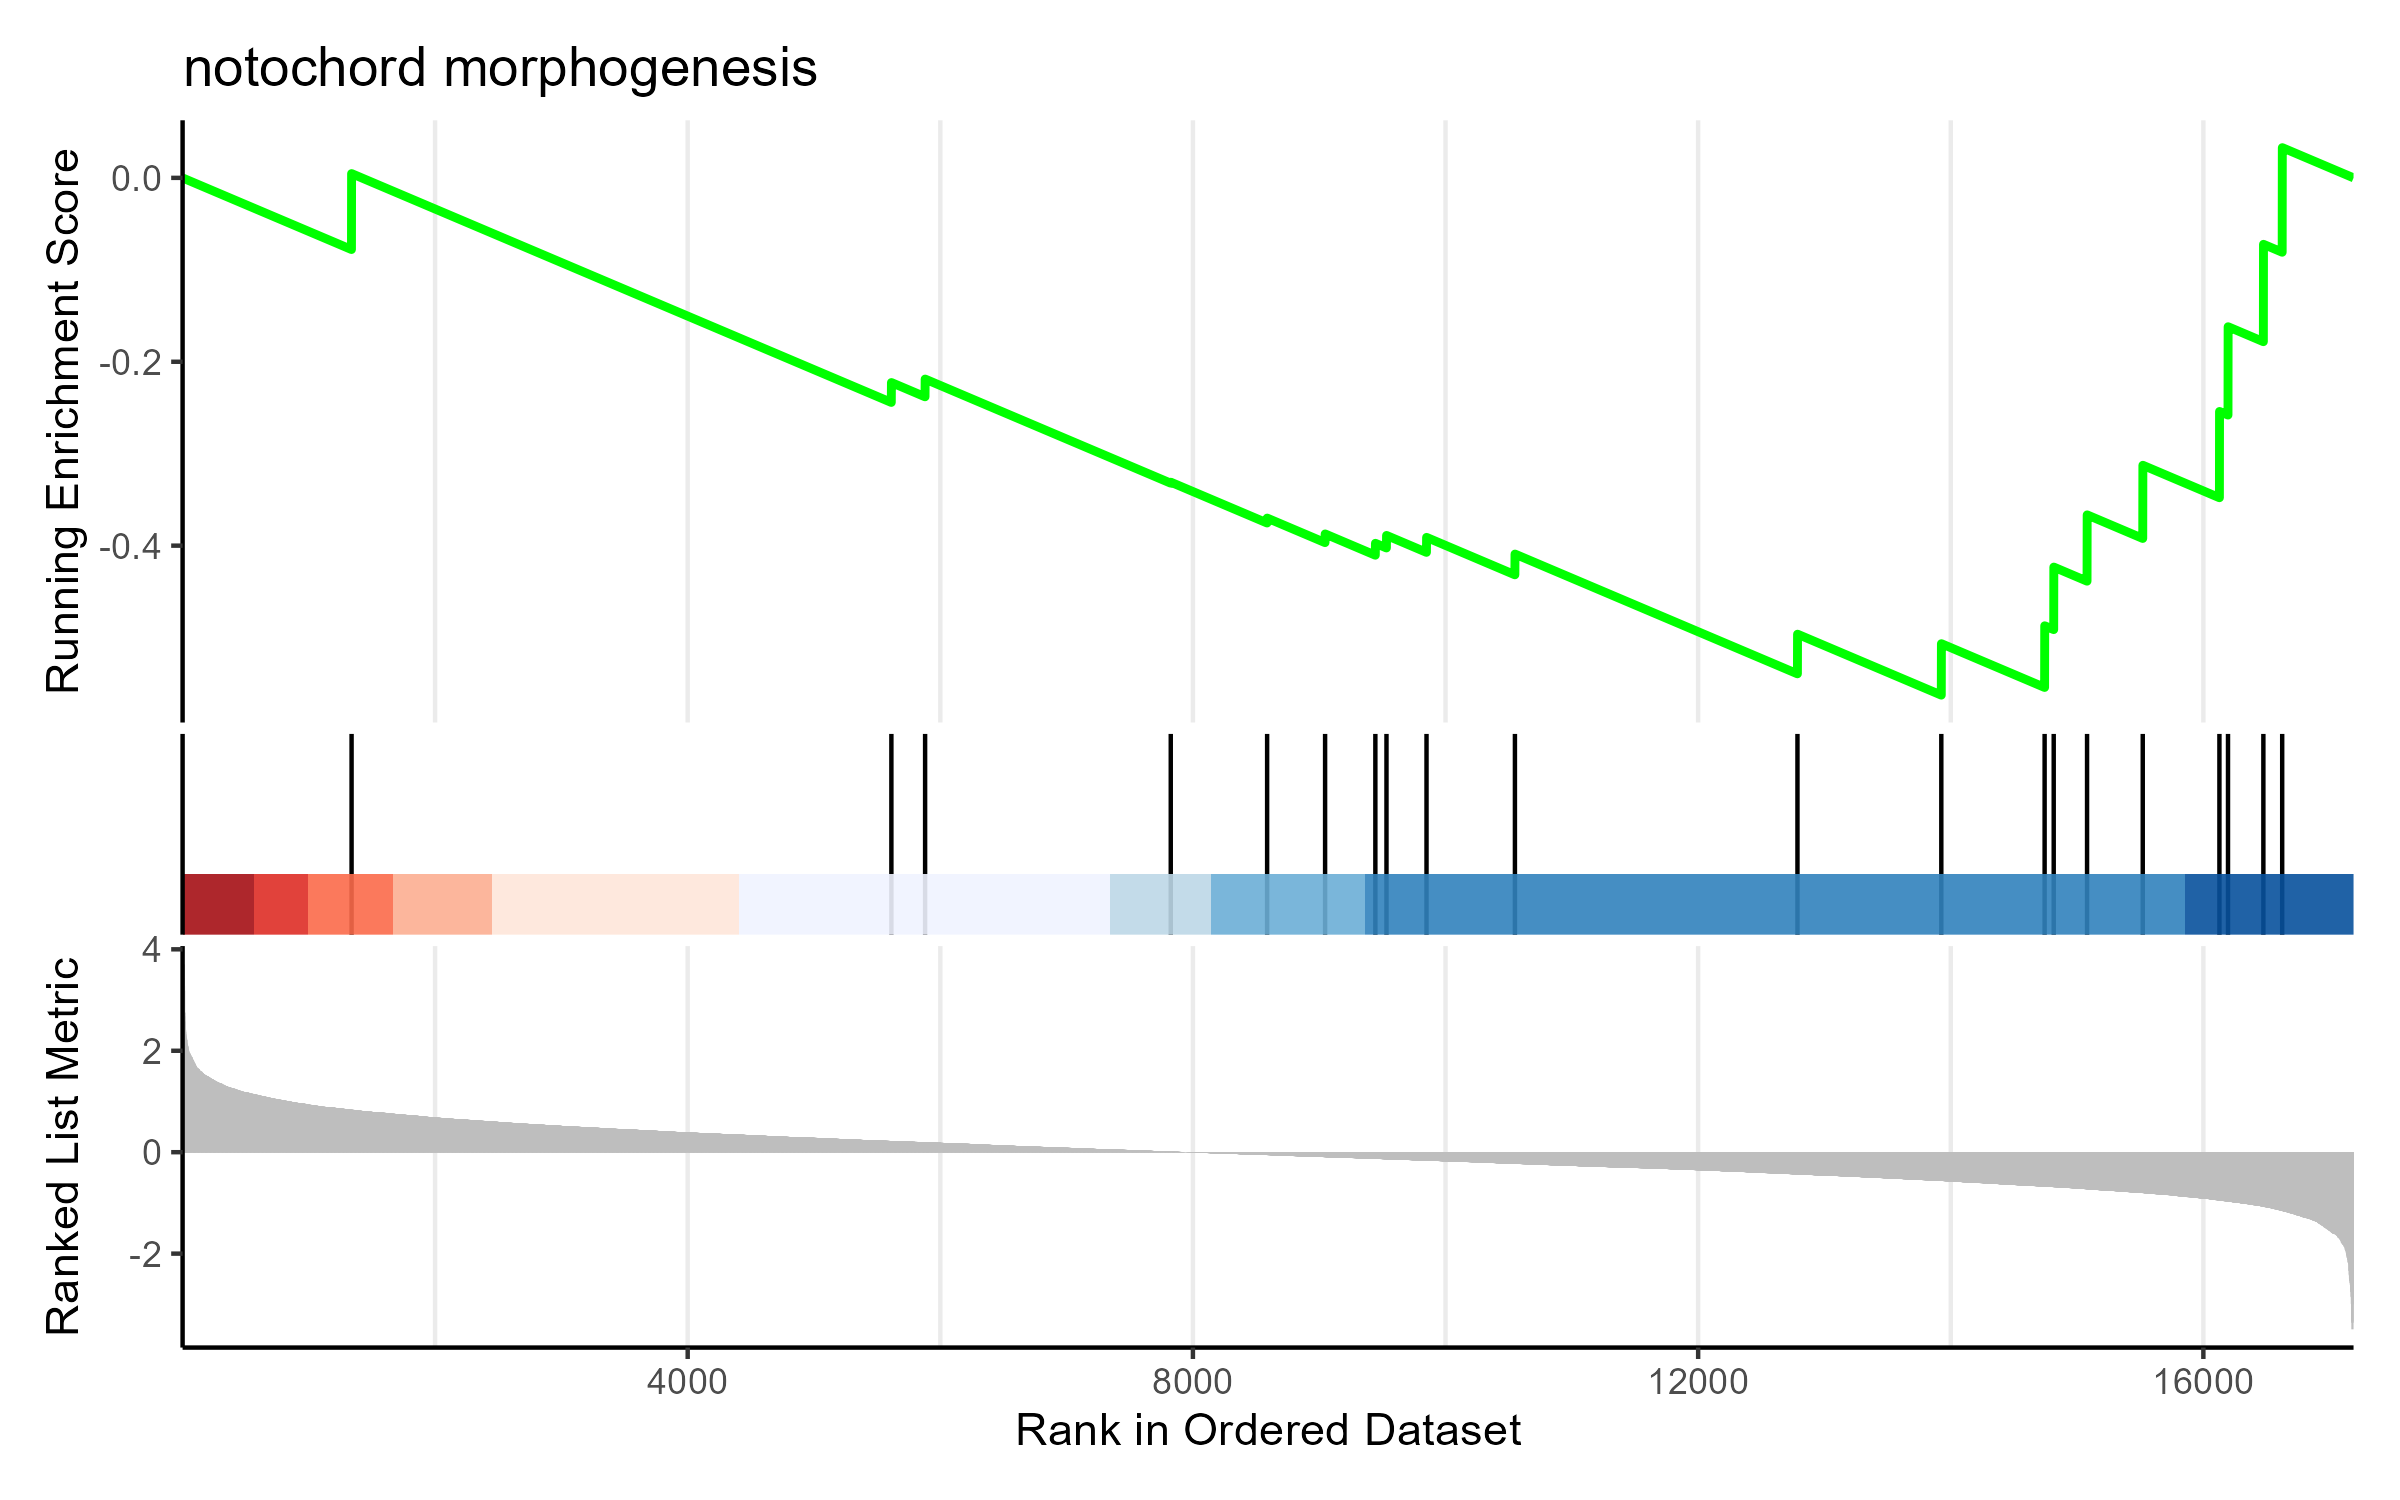 notochord morphogenesis
Running Enrichment Score
0.0
-0.2
-0.4
Ranked List Metric
4
2
0
-2
4000 8000 12000 16000
Rank in Ordered Dataset